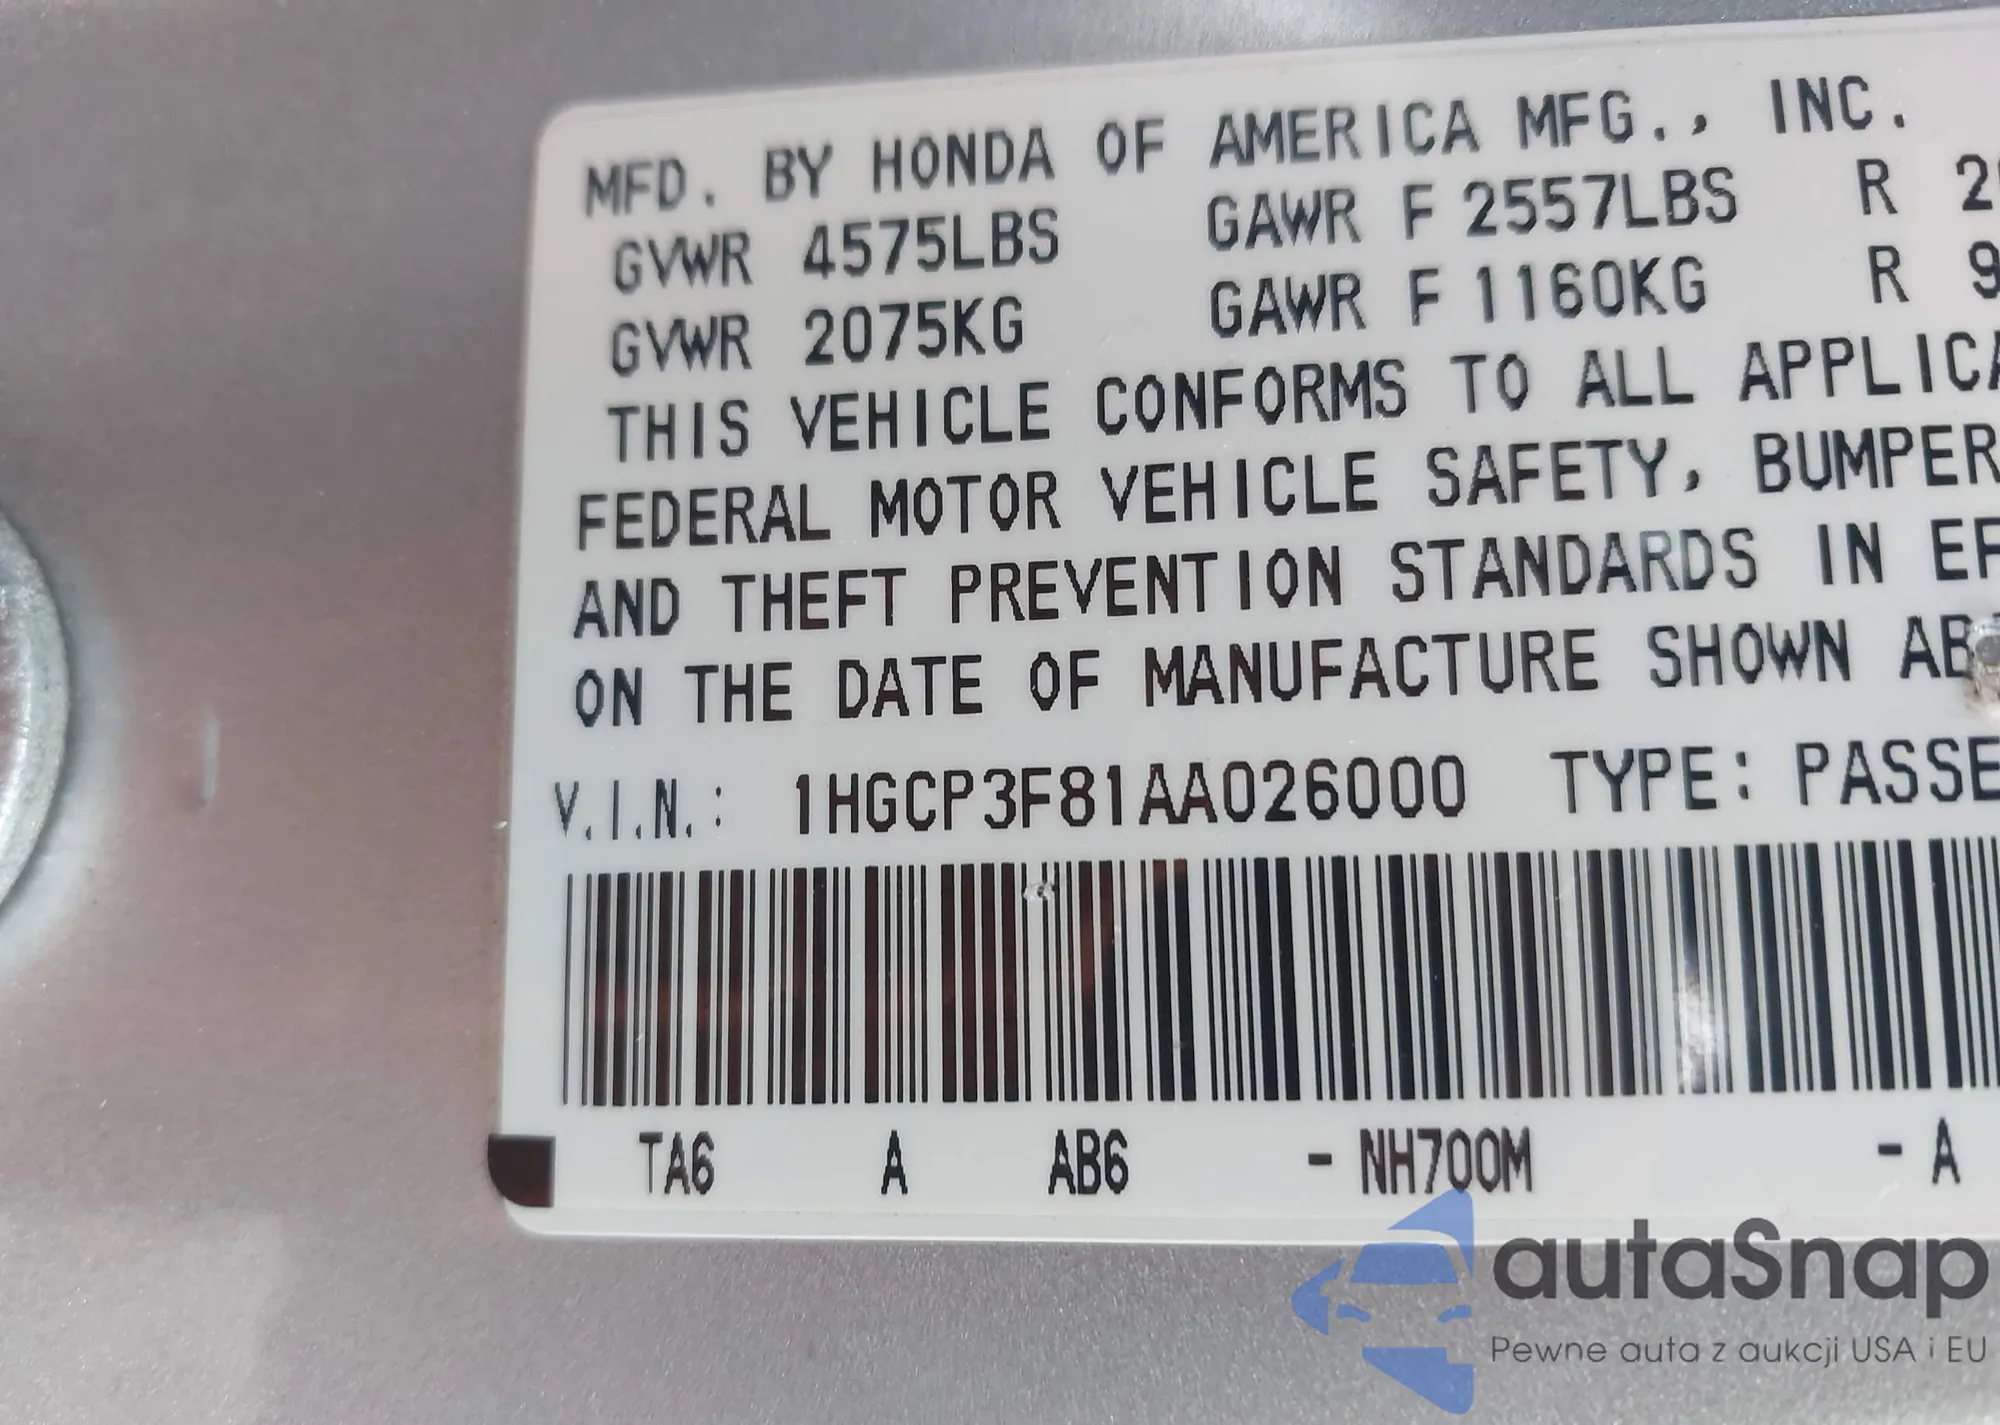 MFD. BY HONDA OF AMERICA MFG., INC.
GVWR 4575LBS GAWR F 2557LBS R
GVWR 2075KG GAWR F 1160KG R 9
THIS VEHICLE CONFORMS TO ALL
FEDERAL MOTOR VEHICLE SAFETY, BUMPER
AND THEFT PREVENTION STANDARDS IN
ON THE DATE OF MANUFACTURE SHOWN
V.I.N.: 1HGCP3F81AA026000 TYPE:
TA6 A AB6 - NH700M - A
autaSnap
Pewne auta z aukcji USA i EU